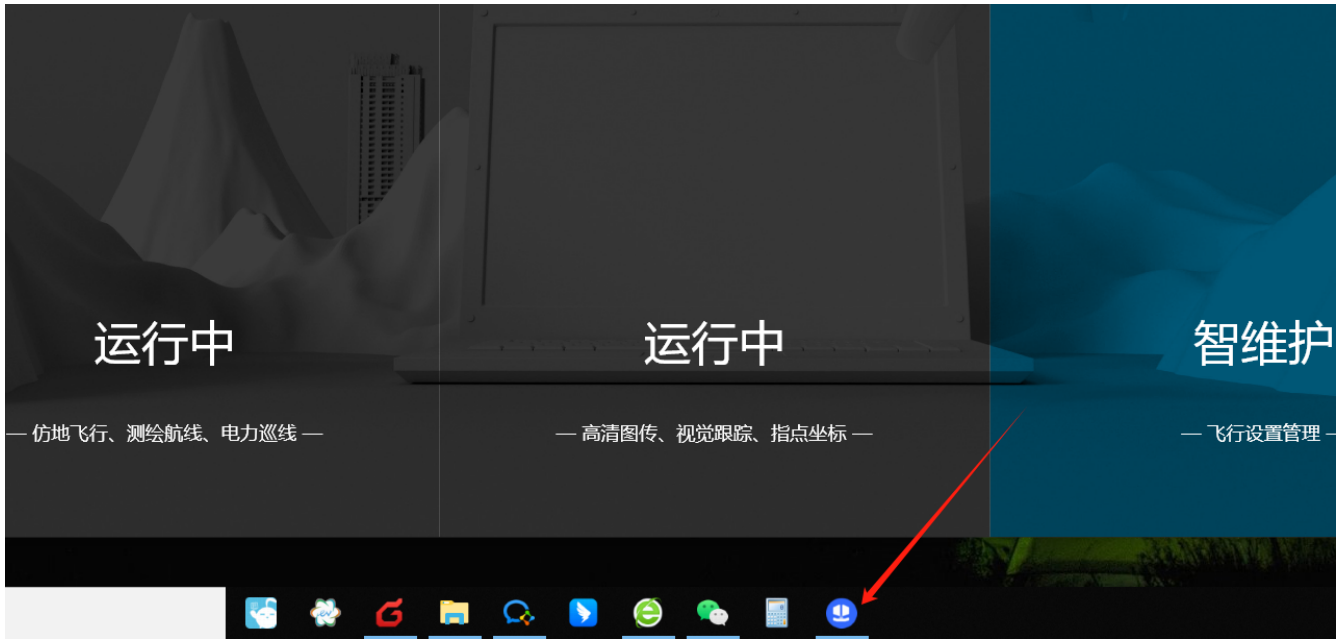 运行中
— 仿地飞行、测绘航线、电力巡线 —
运行中
— 高清图传、视觉跟踪、指点坐标 —
智维护
— 飞行设置管理 —